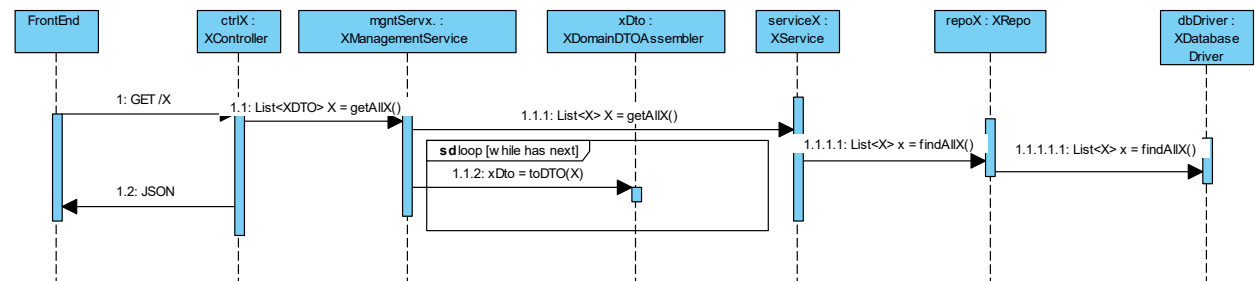 FrontEnd
ctrlX :
XController
mgntServx. :
XManagementService
xDto :
XDomainDTOAssembler
serviceX :
XService
repoX : XRepo
dbDriver :
XDatabase
Driver
1: GET /X
1.1: List<XDTO> X = getAllX()
1.1.1: List<X> X = getAllX()
sd loop [while has next]
1.1.1.1: List<X> x = findAllX()
1.1.1.1.1: List<X> x = findAllX()
1.1.2: xDto = toDTO(X)
1.2: JSON